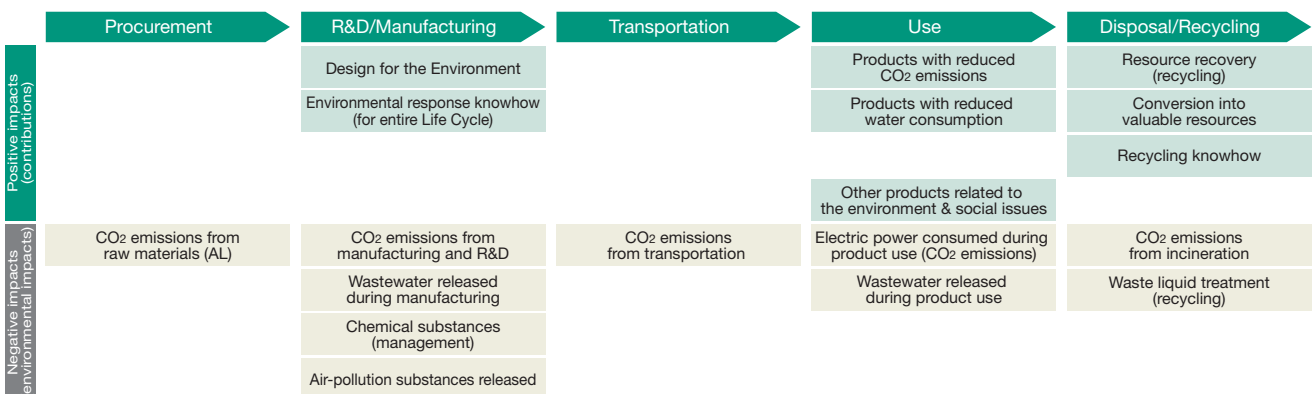 Procurement
R&D/Manufacturing
Transportation
Use
Disposal/Recycling
Positive impacts
(contributions)
Design for the Environment
Environmental response knowhow
(for entire Life Cycle)
Products with reduced
CO2 emissions
Products with reduced
water consumption
Other products related to
the environment & social issues
Resource recovery
(recycling)
Conversion into
valuable resources
Recycling knowhow
Negative impacts
environmental impacts)
CO2 emissions from
raw materials (AL)
CO2 emissions from
manufacturing and R&D
Wastewater released
during manufacturing
Chemical substances
(management)
Air-pollution substances released
CO2 emissions
from transportation
Electric power consumed during
product use (CO2 emissions)
Wastewater released
during product use
CO2 emissions
from incineration
Waste liquid treatment
(recycling)